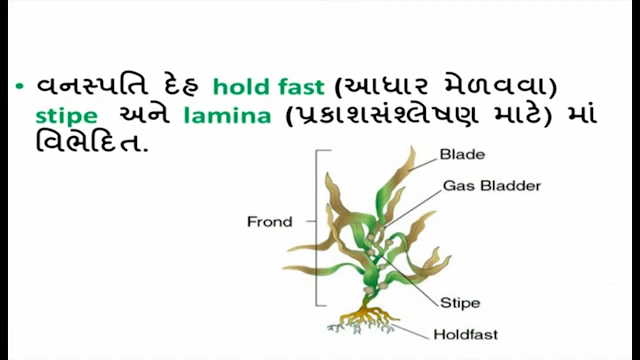 • વનસ્પતિ દેહ hold fast (આધાર મેળવવા)
stipe અને lamina (પ્રકાશસંશ્લેષણ માટે) માં
વિભેદિત.
Blade
Gas Bladder
Frond
Stipe
Holdfast